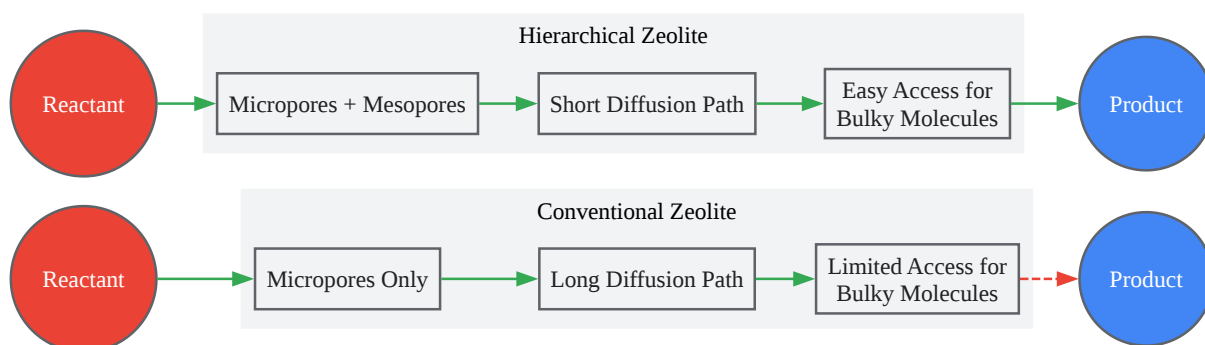 Hierarchical Zeolite
Reactant
Micropores + Mesopores
Short Diffusion Path
Easy Access for
Bulky Molecules
Product
Conventional Zeolite
Reactant
Micropores Only
Long Diffusion Path
Limited Access for
Bulky Molecules
Product